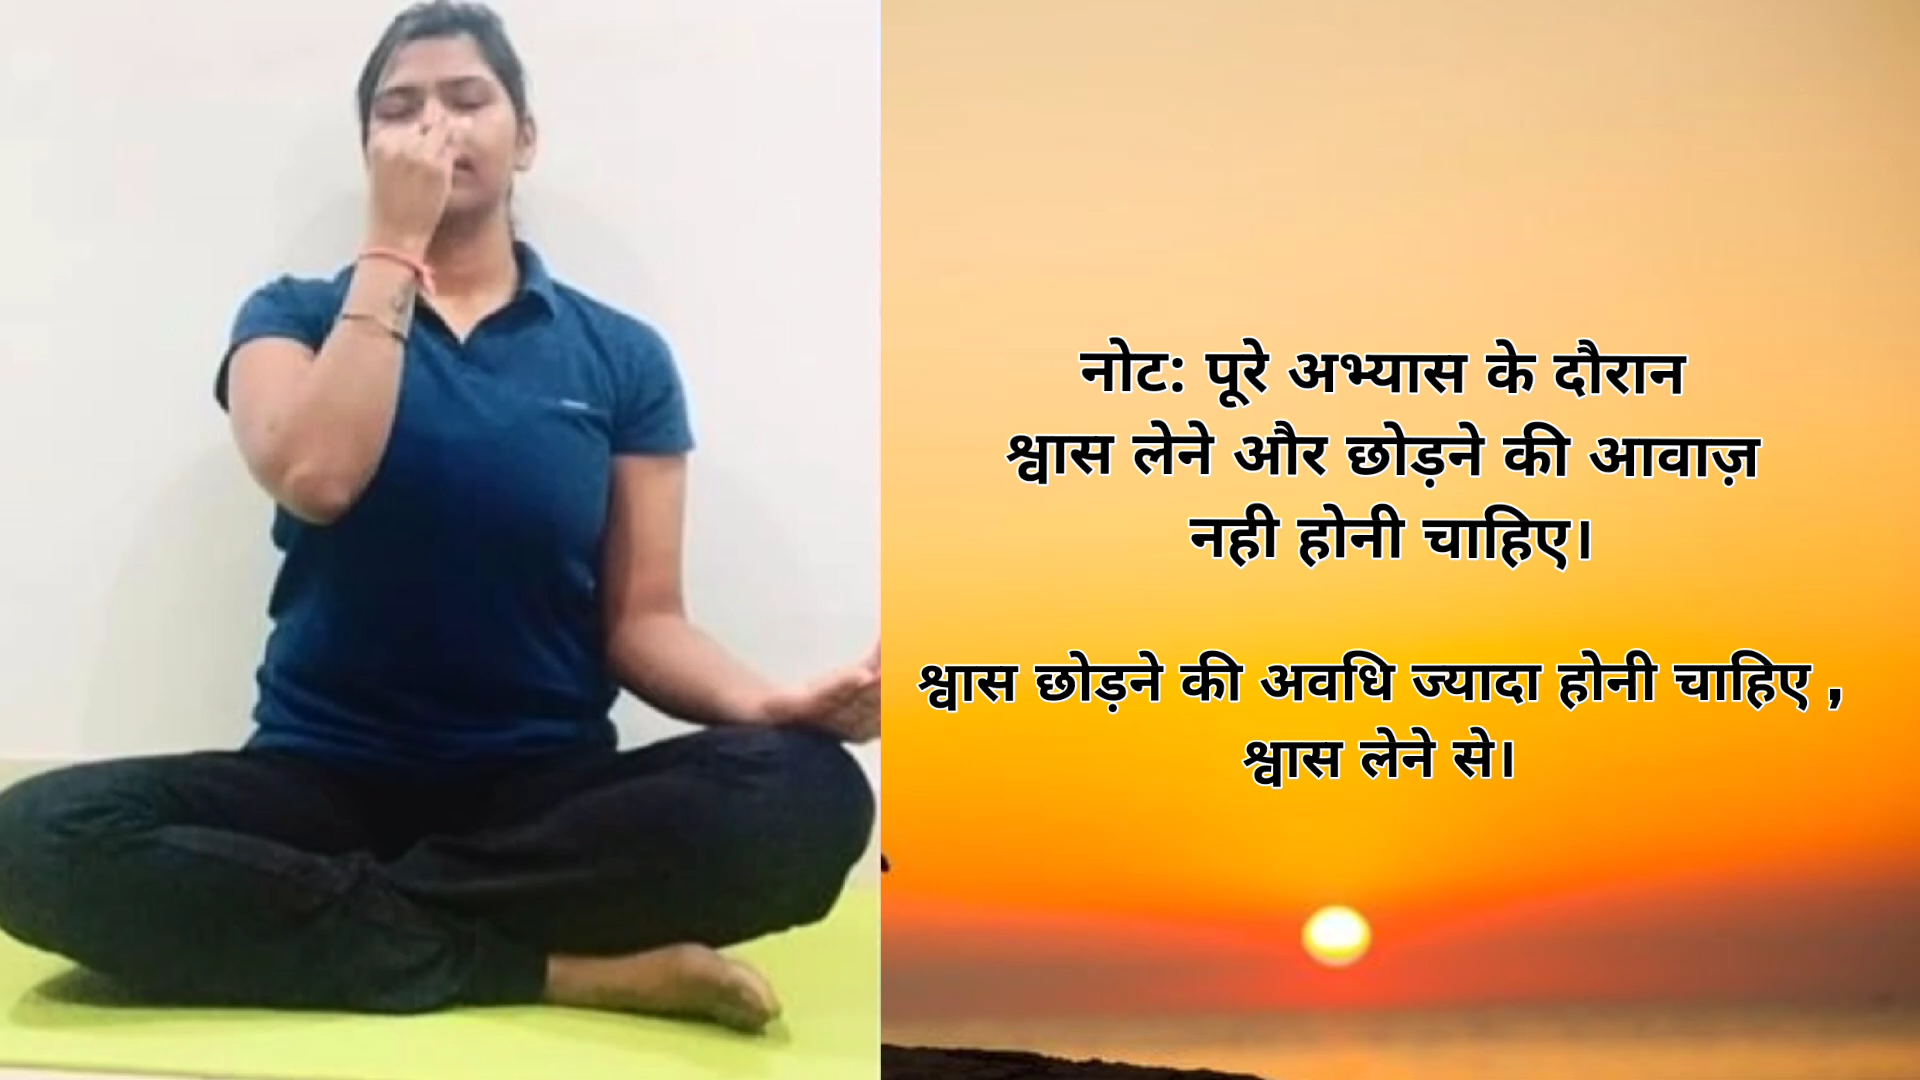 नोट: पूरे अभ्यास के दौरान
श्वास लेने और छोड़ने की आवाज़
नही होनी चाहिए।
श्वास छोड़ने की अवधि ज्यादा होनी चाहिए ,
श्वास लेने से।